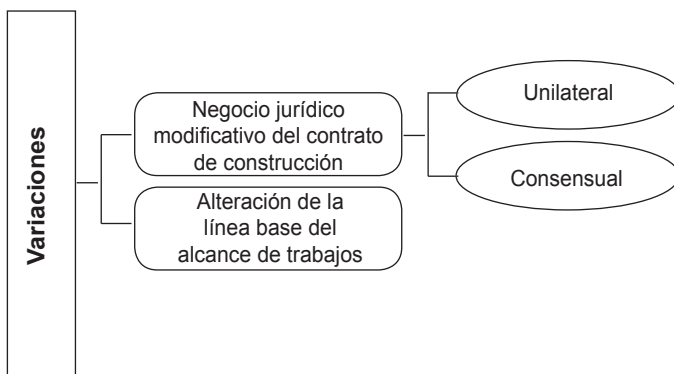 Variaciones
Negocio jurídico
modificativo del contrato
de construcción
Unilateral
Consensual
Alteración de la
línea base del
alcance de trabajos